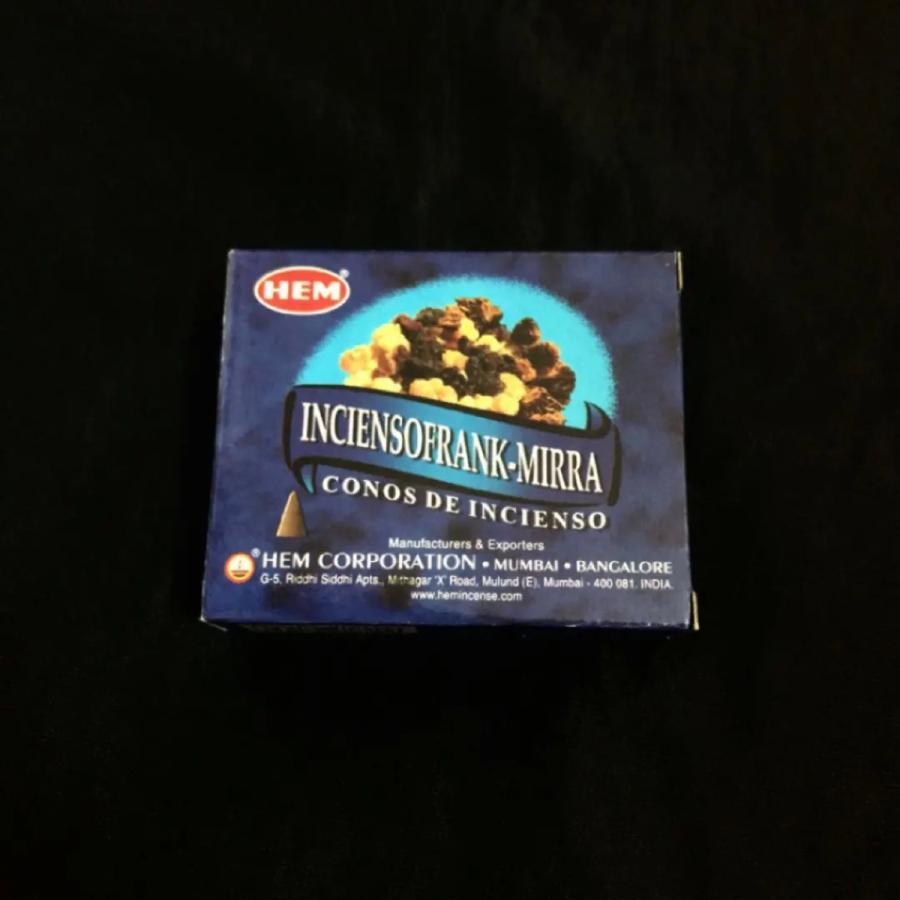 HEM®
INCIENSOFRANK-MIRRA
CONOS DE INCIENSO
Manufacturers & Exporters
® HEM CORPORATION • MUMBAI • BANGALORE
G-5, Riddhi Siddhi Apts., 'X' Road, Mulund (E), Mumbai - 400 081. INDIA.
www.hemincense.com